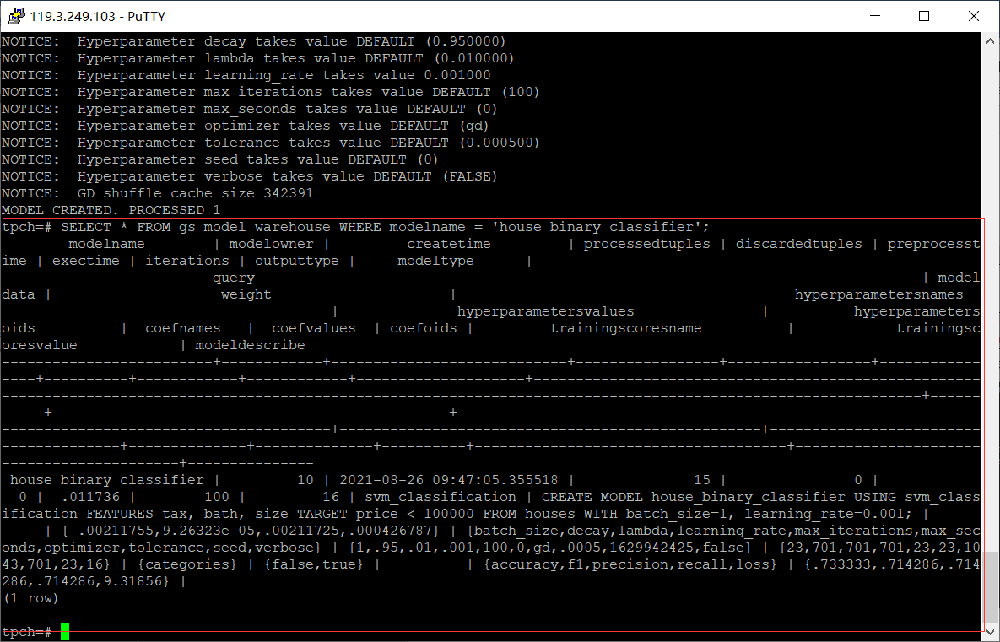 119.3.249.103 - PuTTY
NOTICE:  Hyperparameter decay takes value DEFAULT (0.950000)
NOTICE:  Hyperparameter lambda takes value DEFAULT (0.010000)
NOTICE:  Hyperparameter learning_rate takes value 0.001000
NOTICE:  Hyperparameter max_iterations takes value DEFAULT (100)
NOTICE:  Hyperparameter max_seconds takes value DEFAULT (0)
NOTICE:  Hyperparameter optimizer takes value DEFAULT (gd)
NOTICE:  Hyperparameter tolerance takes value DEFAULT (0.000500)
NOTICE:  Hyperparameter seed takes value DEFAULT (0)
NOTICE:  Hyperparameter verbose takes value DEFAULT (FALSE)
NOTICE:  GD shuffle cache size 342391
MODEL CREATED. PROCESSED 1
tpch=# SELECT * FROM gs_model_warehouse WHERE modelname = 'house_binary_classifier';
modelname | modelowner | createtime | processedtuples | discardedtuples | preprocesst
ime | exectime | iterations | outputtype | modeltype |
query | model
data | weight | hyperparametersnames
| hyperparametersvalues | hyperparameters
oids | coefnames | coefvalues | coefoids | trainingscoresname | trainingsc
oresvalue | modeldescribe
-------------------------+------------+----------------------------+-----------------+-----------------+------------
----+----------+------------+------------+--------------------+-----------------------------------------------------
-------------------------------------------------------------------------------------------------------------+------
-----+-----------------------------------------------+--------------------------------------------------------------
---------------------------------------+--------------------------------------------------+-------------------------
--------------+--------------+--------------+----------+-------------------------------------+----------------------
---------------------+---------------
house_binary_classifier | 10 | 2021-08-26 09:47:05.355518 | 15 | 0 |
0 | .011736 | 100 | 16 | svm_classification | CREATE MODEL house_binary_classifier USING svm_class
ification FEATURES tax, bath, size TARGET price < 100000 FROM houses WITH batch_size=1, learning_rate=0.001; |
| {-.00211755,9.26323e-05,.00211725,.000426787} | {batch_size,decay,lambda,learning_rate,max_iterations,max_sec
onds,optimizer,tolerance,seed,verbose} | {1,.95,.01,.001,100,0,gd,.0005,1629942425,false} | {23,701,701,701,23,23,10
43,701,23,16} | {categories} | {false,true} | | {accuracy,f1,precision,recall,loss} | {.733333,.714286,.714
286,.714286,9.31856} |
(1 row)
tpch=#